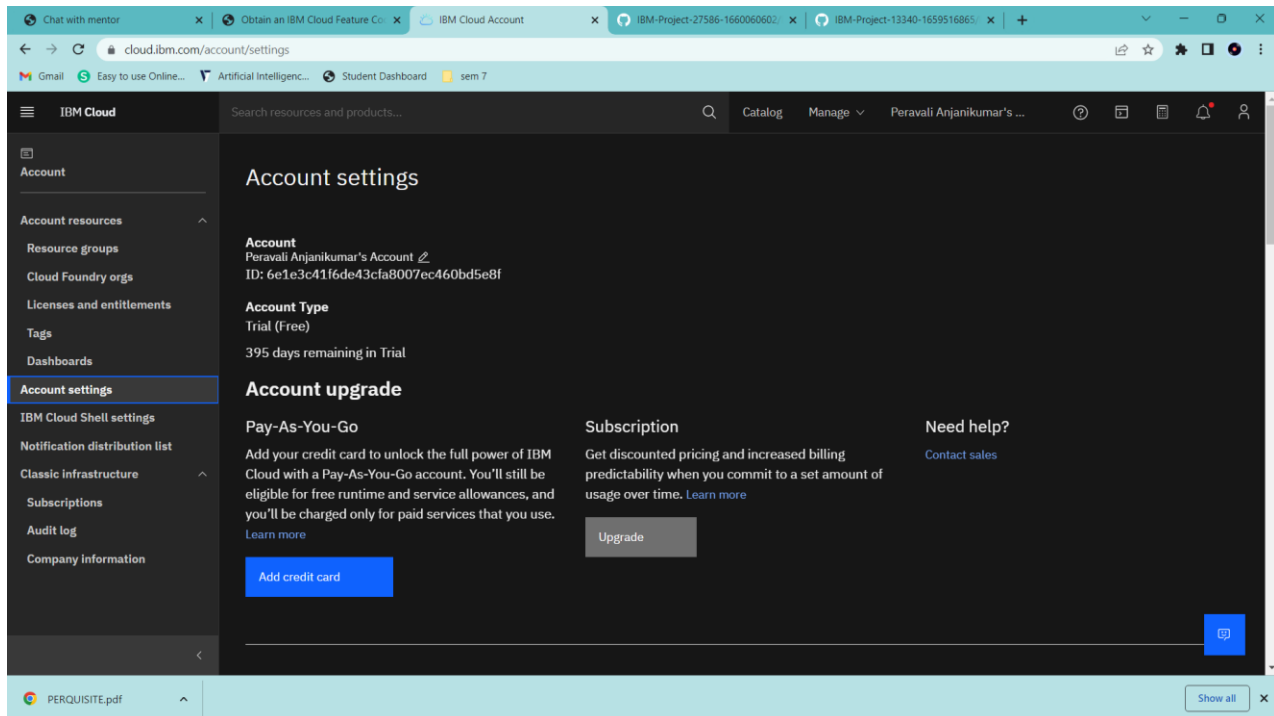 Chat with mentor
Obtain an IBM Cloud Feature Co
IBM Cloud Account
IBM-Project-27586-1660060602/
IBM-Project-13340-1659516865/
cloud.ibm.com/account/settings
Gmail
Easy to use Online...
Artificial Intelligenc...
Student Dashboard
sem 7
IBM Cloud
Search resources and products...
Catalog
Manage
Peravali Anjanikumar's ...
Account
Account resources
Resource groups
Cloud Foundry orgs
Licenses and entitlements
Tags
Dashboards
Account settings
IBM Cloud Shell settings
Notification distribution list
Classic infrastructure
Subscriptions
Audit log
Company information
Account settings
Account
Peravali Anjanikumar's Account
ID: 6e1e3c41f6de43cfa8007ec460bd5e8f
Account Type
Trial (Free)
395 days remaining in Trial
Account upgrade
Pay-As-You-Go
Add your credit card to unlock the full power of IBM
Cloud with a Pay-As-You-Go account. You'll still be
eligible for free runtime and service allowances, and
you'll be charged only for paid services that you use.
Learn more
Add credit card
Subscription
Get discounted pricing and increased billing
predictability when you commit to a set amount of
usage over time. Learn more
Upgrade
Need help?
Contact sales
PERQUISITE.pdf
Show all